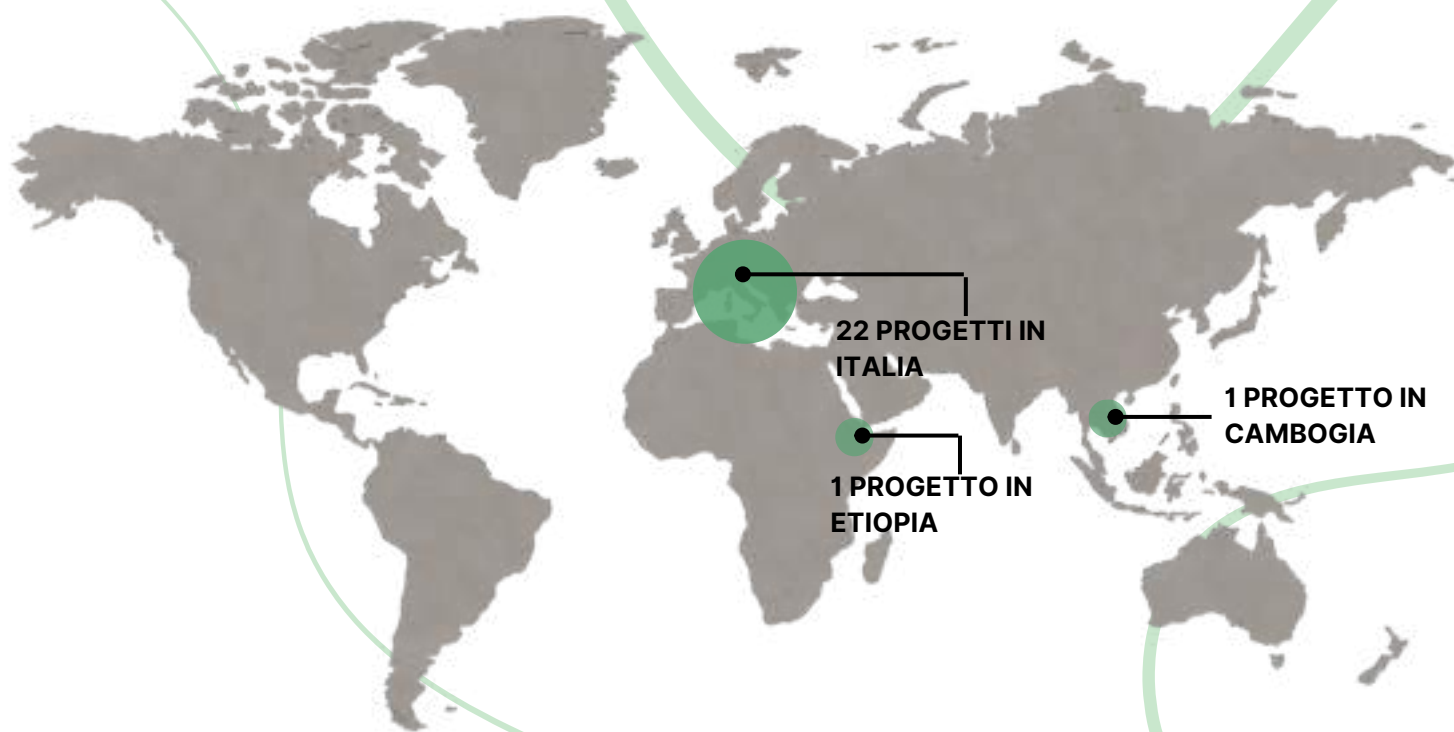 22 PROGETTI IN
ITALIA
1 PROGETTO IN
CAMBOGIA
1 PROGETTO IN
ETIOPIA